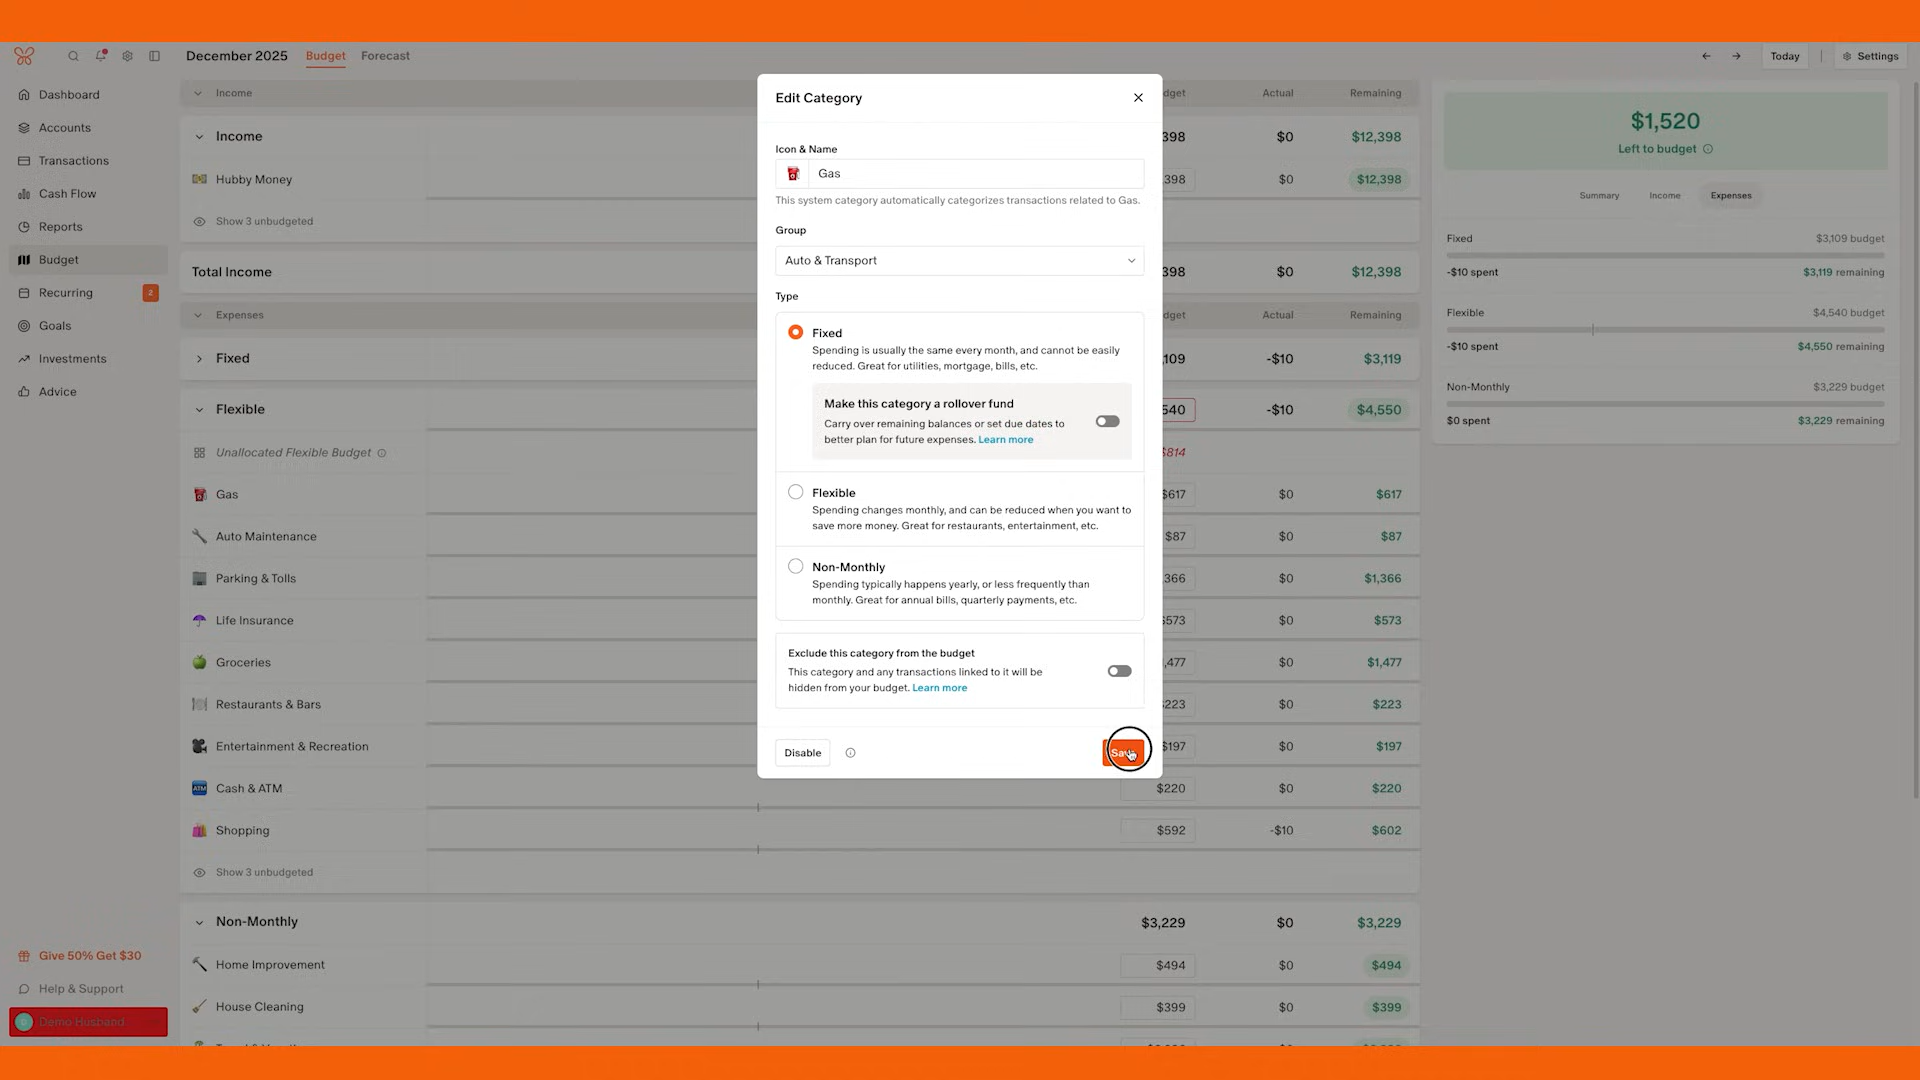 December 2025
Budget
Forecast
Today
Settings
Dashboard
Accounts
Transactions
Cash Flow
Reports
Budget
Recurring
2
Goals
Investments
Advice
Give 50% Get $30
Help & Support
Demo Husband
Income
dget
Actual
Remaining
Income
398
$0
$12,398
Hubby Money
398
$0
$12,398
Show 3 unbudgeted
Total Income
398
$0
$12,398
Expenses
dget
Actual
Remaining
Fixed
109
-$10
$3,119
Flexible
540
-$10
$4,550
Unallocated Flexible Budget
$814
Gas
$617
$0
$617
Auto Maintenance
$87
$0
$87
Parking & Tolls
366
$0
$1,366
Life Insurance
$573
$0
$573
Groceries
,477
$0
$1,477
Restaurants & Bars
$223
$0
$223
Entertainment & Recreation
$197
$0
$197
ATM
Cash & ATM
$220
$0
$220
Shopping
$592
-$10
$602
Show 3 unbudgeted
Non-Monthly
$3,229
$0
$3,229
Home Improvement
$494
$0
$494
House Cleaning
$399
$0
$399
Edit Category
Icon & Name
Gas
This system category automatically categorizes transactions related to Gas.
Group
Auto & Transport
Type
Fixed
Spending is usually the same every month, and cannot be easily
reduced. Great for utilities, mortgage, bills, etc.
Make this category a rollover fund
Carry over remaining balances or set due dates to
better plan for future expenses. Learn more
Flexible
Spending changes monthly, and can be reduced when you want to
save more money. Great for restaurants, entertainment, etc.
Non-Monthly
Spending typically happens yearly, or less frequently than
monthly. Great for annual bills, quarterly payments, etc.
Exclude this category from the budget
This category and any transactions linked to it will be
hidden from your budget. Learn more
Disable
Save
$1,520
Left to budget
Summary
Income
Expenses
Fixed
$3,109 budget
-$10 spent
$3,119 remaining
Flexible
$4,540 budget
-$10 spent
$4,550 remaining
Non-Monthly
$3,229 budget
$0 spent
$3,229 remaining